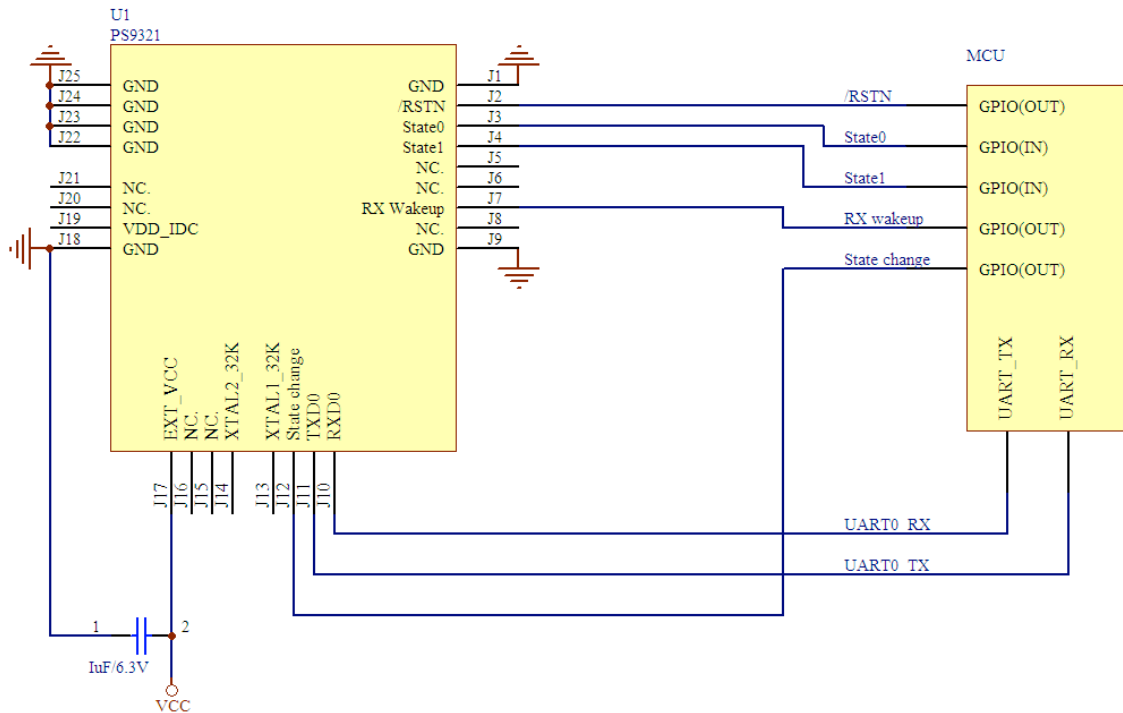 U1
PS9321
MCU
J25 GND
J24 GND
J23 GND
J22 GND
J21 NC.
J20 NC.
J19 VDD_IDC
J18 GND
GND J1
/RSTN J2
State0 J3
State1 J4
NC. J5
NC. J6
RX Wakeup J7
NC. J8
GND J9
/RSTN GPIO(OUT)
State0 GPIO(IN)
State1 GPIO(IN)
RX wakeup GPIO(OUT)
State change GPIO(OUT)
EXT_VCC J17
NC. J16
NC. J15
XTAL2_32K J14
XTAL1_32K J13
State change J12
TXD0 J11
RXD0 J10
UART_TX
UART_RX
UART0_RX
UART0_TX
1 2
IuF/6.3V
VCC